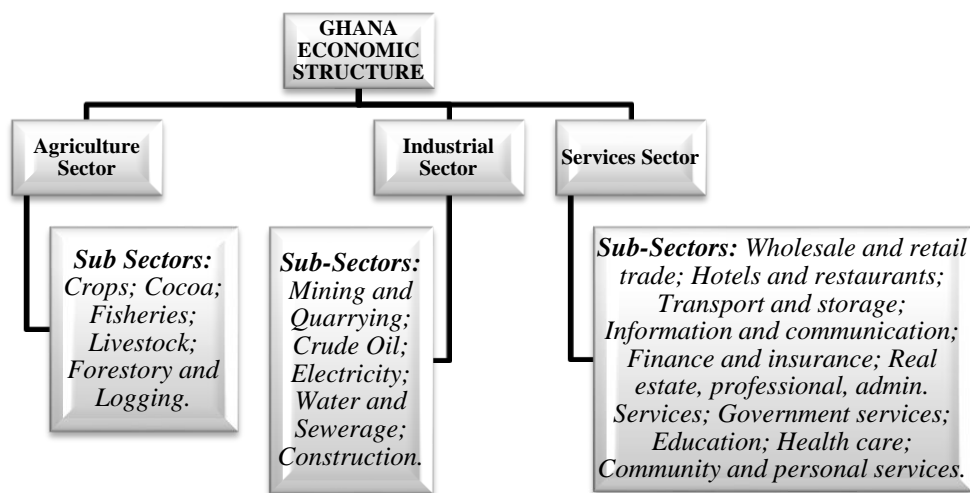 GHANA
ECONOMIC
STRUCTURE
Agriculture
Sector
Industrial
Sector
Services Sector
Sub Sectors:
Crops; Cocoa;
Fisheries;
Livestock;
Forestory and
Logging.
Sub-Sectors:
Mining and
Quarrying;
Crude Oil;
Electricity;
Water and
Sewerage;
Construction.
Sub-Sectors: Wholesale and retail
trade; Hotels and restaurants;
Transport and storage;
Information and communication;
Finance and insurance; Real
estate, professional, admin.
Services; Government services;
Education; Health care;
Community and personal services.